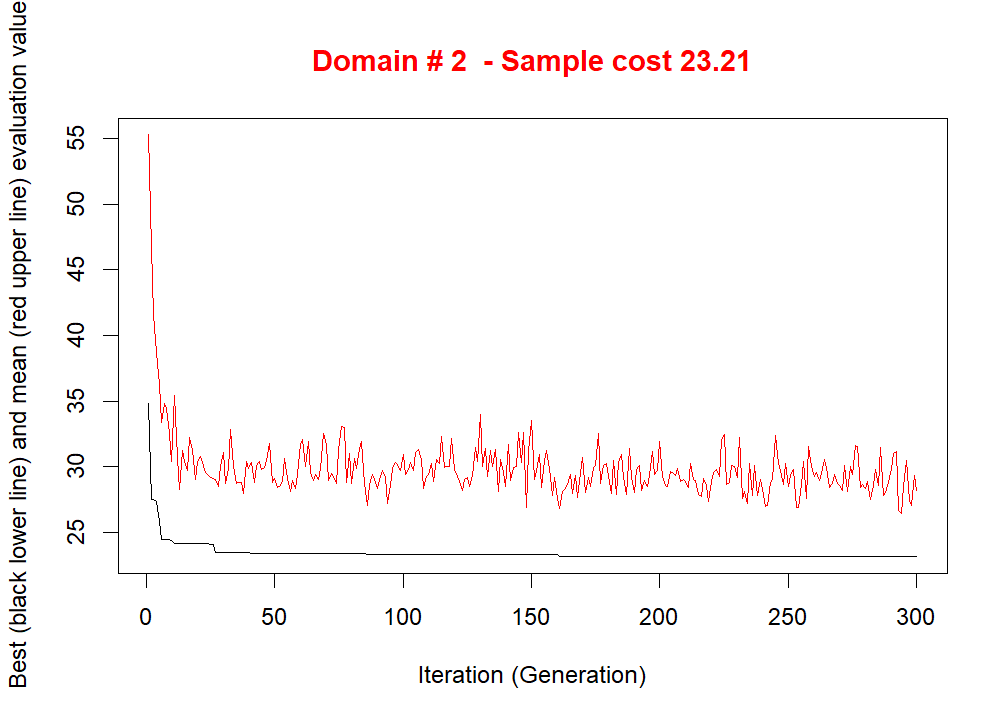 Domain # 2  - Sample cost 23.21
Best (black lower line) and mean (red upper line) evaluation value
55
50
45
40
35
30
25
0 50 100 150 200 250 300
Iteration (Generation)